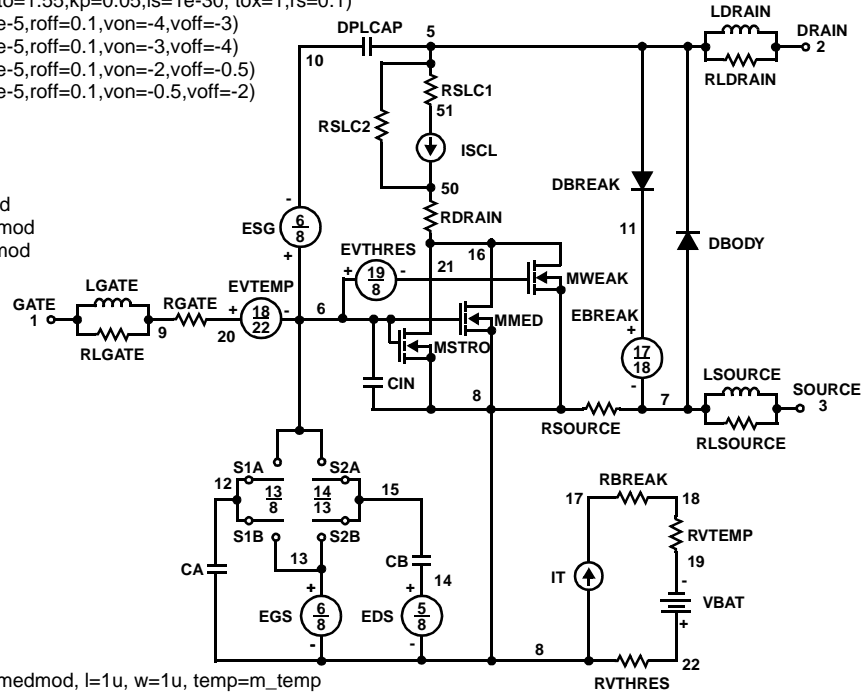 to=1.55,kp=0.05,is=1e-30, tox=1,rs=0.1)
e-5,roff=0.1,von=-4,voff=-3)
e-5,roff=0.1,von=-3,voff=-4)
e-5,roff=0.1,von=-2,voff=-0.5)
e-5,roff=0.1,von=-0.5,voff=-2)
d
mod
mod
LDRAIN
DPLCAP
5
DRAIN
2
10
RLDRAIN
RSLC1
51
RSLC2
ISCL
50
DBREAK
RDRAIN
ESG
6
8
-
+
11
DBODY
EVTHRES
+
19
8
-
21
16
MWEAK
LGATE
EVTEMP
GATE
1
RGATE
+
18
22
-
6
MMED
EBREAK
+
9
20
MSTRO
17
18
-
RLGATE
LSOURCE
CIN
8
7
SOURCE
3
RSOURCE
RLSOURCE
S1A
S2A
12
13
8
14
13
15
RBREAK
17
18
S1B
S2B
RVTEMP
13
CB
19
CA
14
IT
-
VBAT
+
EGS
+
6
8
-
EDS
+
5
8
-
8
22
RVTHRES
medmod, l=1u, w=1u, temp=m_temp